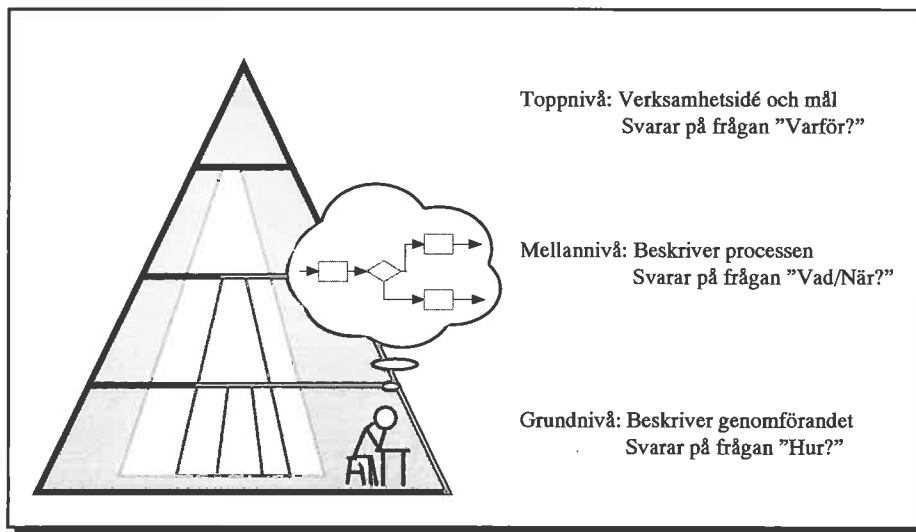 Toppnivå: Verksamhetsidé och mål
Svarar på frågan "Varför?"
Mellannivå: Beskriver processen
Svarar på frågan "Vad/När?"
Grundnivå: Beskriver genomförandet
Svarar på frågan "Hur?"